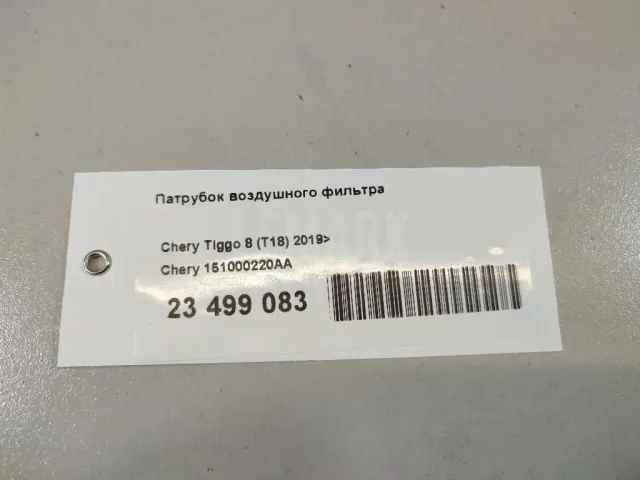 Патрубок воздушного фильтра
Chery Tiggo 8 (T18) 2019>
Chery 151000220AA
23 499 083